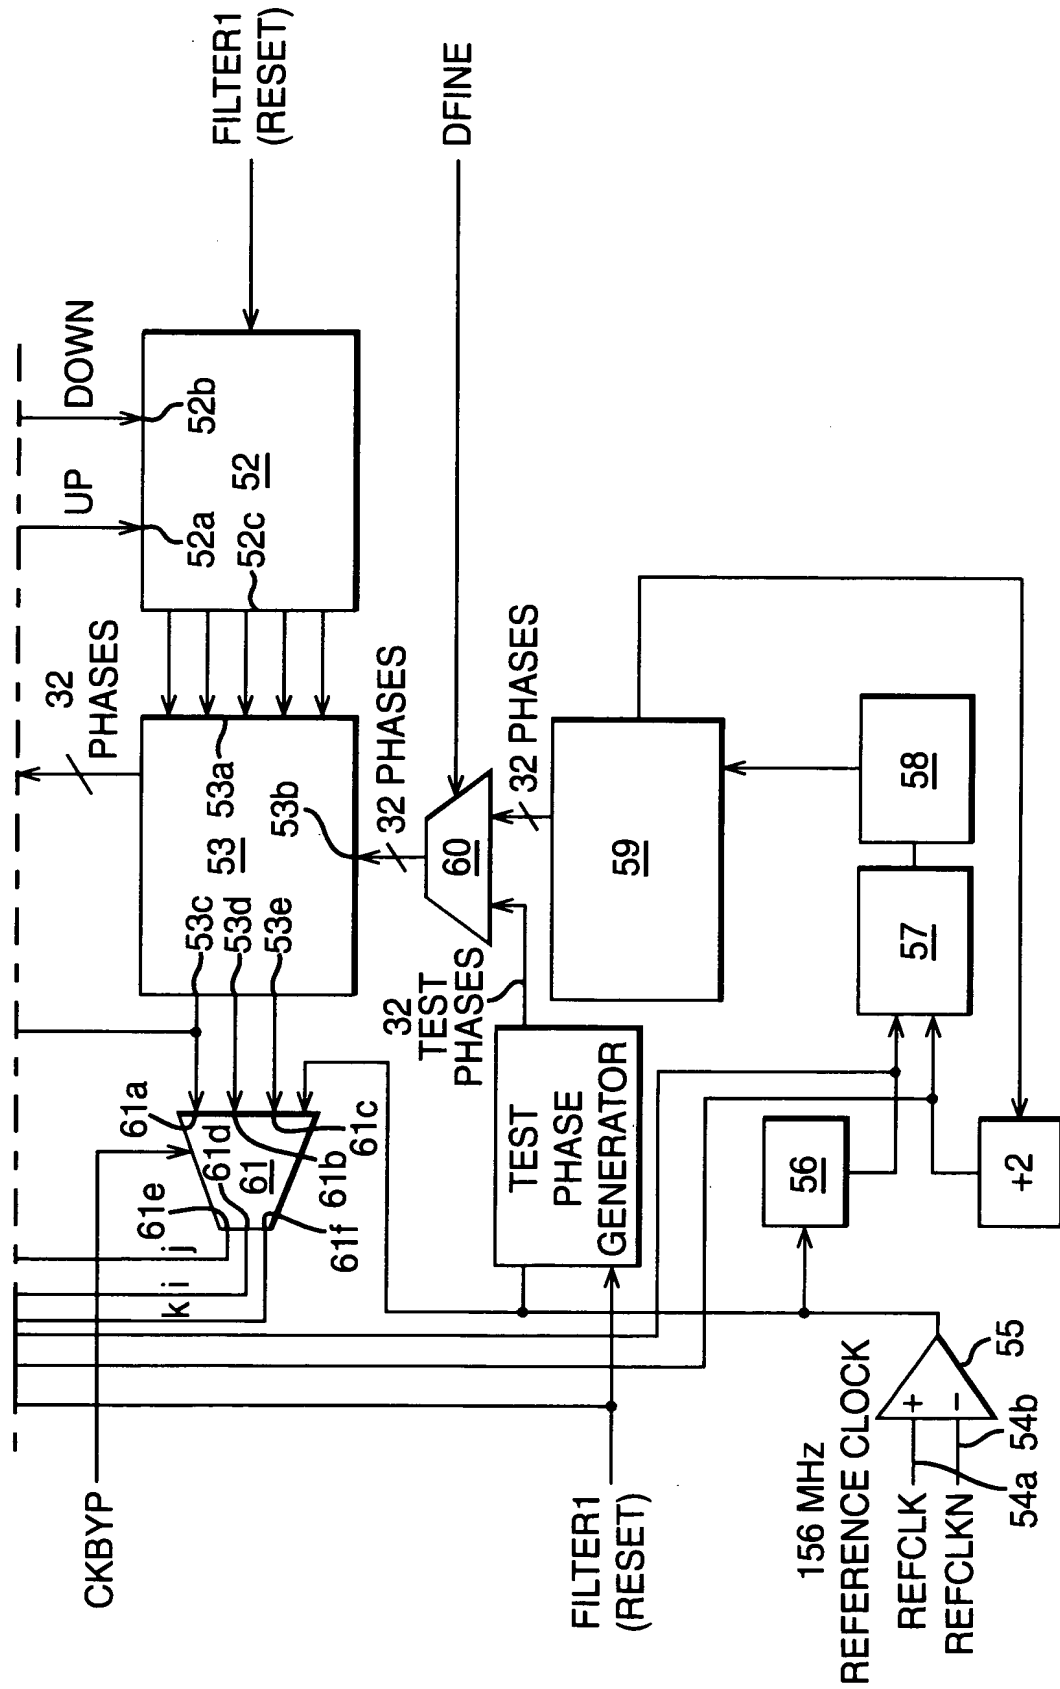 CKBYP
FILTER1
(RESET)
156 MHz
REFERENCE CLOCK
REFCLK
REFCLKN
54a
54b
55
+
−
k
i
j
61e
61f
61d
61
61a
61b
61c
TEST
PHASE
GENERATOR
56
+2
32
TEST
PHASES
53c
53d
53e
53
53a
53b
32
PHASES
32 PHASES
60
32 PHASES
59
57
58
UP
DOWN
52a
52b
52c
52
FILTER1
(RESET)
DFINE